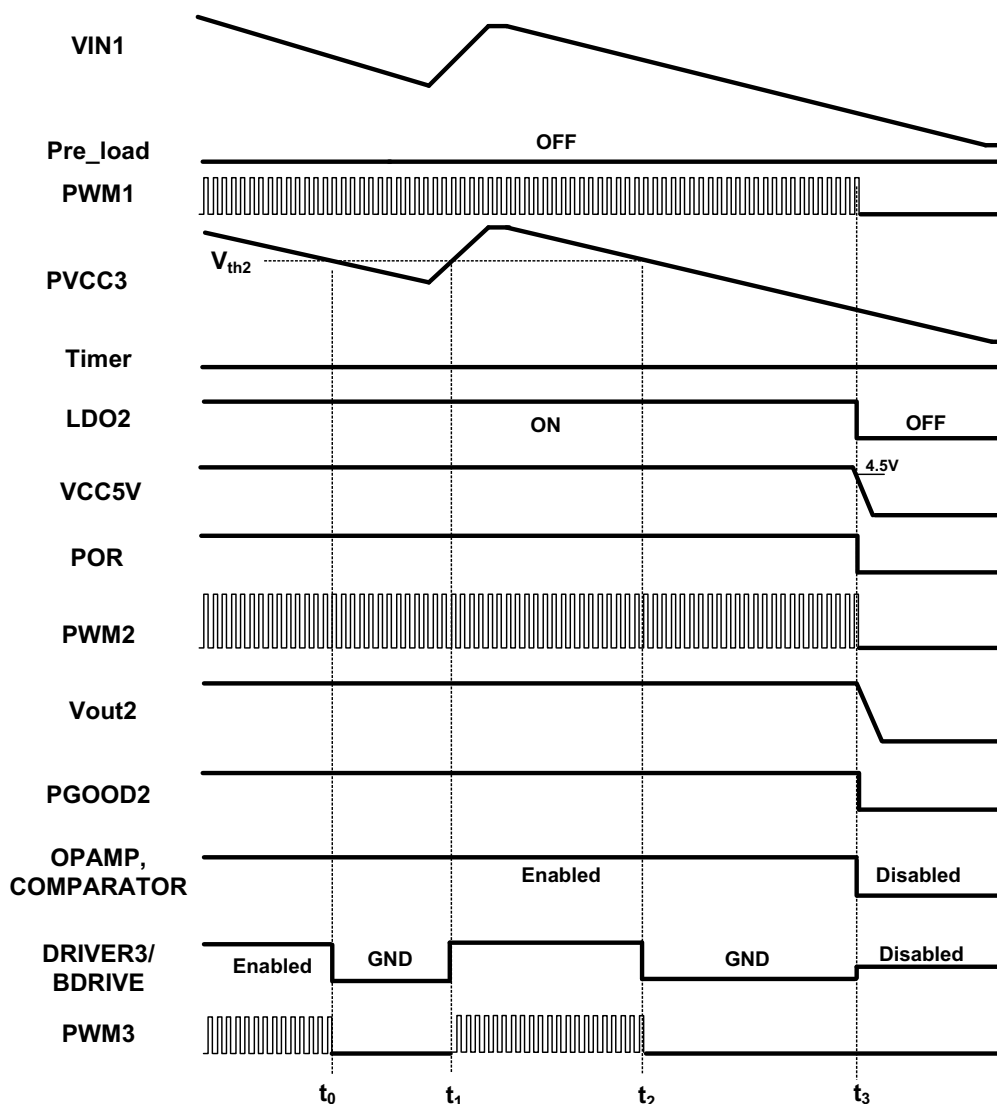 VIN1
OFF
Pre_load
PWM1
Vth2
PVCC3
Timer
LDO2
ON
OFF
4.5V
VCC5V
POR
PWM2
Vout2
PGOOD2
OPAMP,
COMPARATOR
Enabled
Disabled
DRIVER3/
BDRIVE
Enabled
GND
GND
Disabled
PWM3
t0 t1 t2 t3